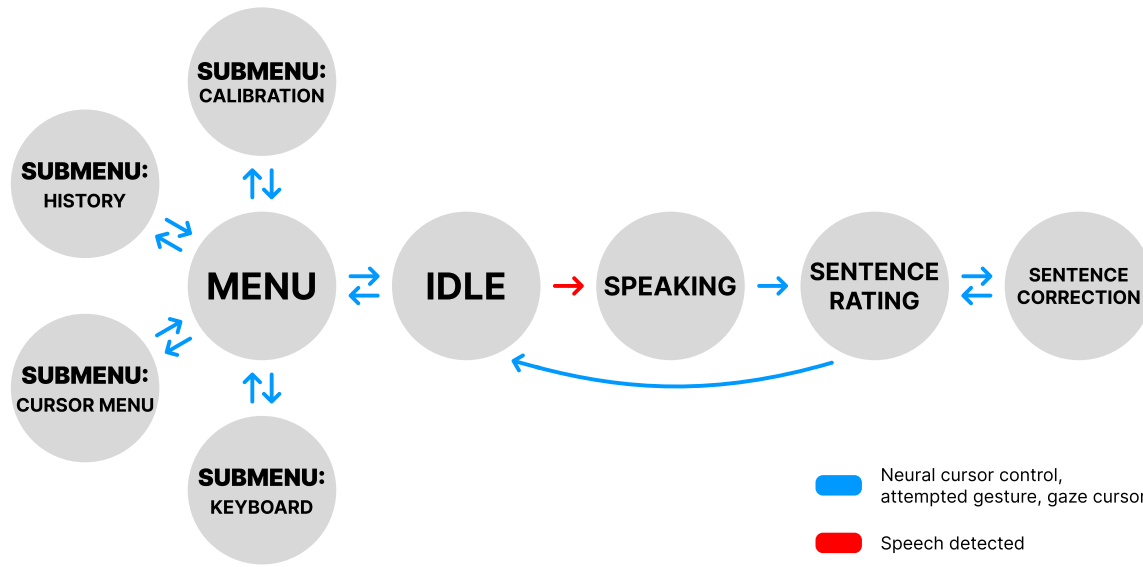 SUBMENU:
CALIBRATION
SUBMENU:
HISTORY
MENU
IDLE
SPEAKING
SENTENCE
RATING
SENTENCE
CORRECTION
SUBMENU:
CURSOR MENU
SUBMENU:
KEYBOARD
Neural cursor control,
attempted gesture, gaze cursor
Speech detected